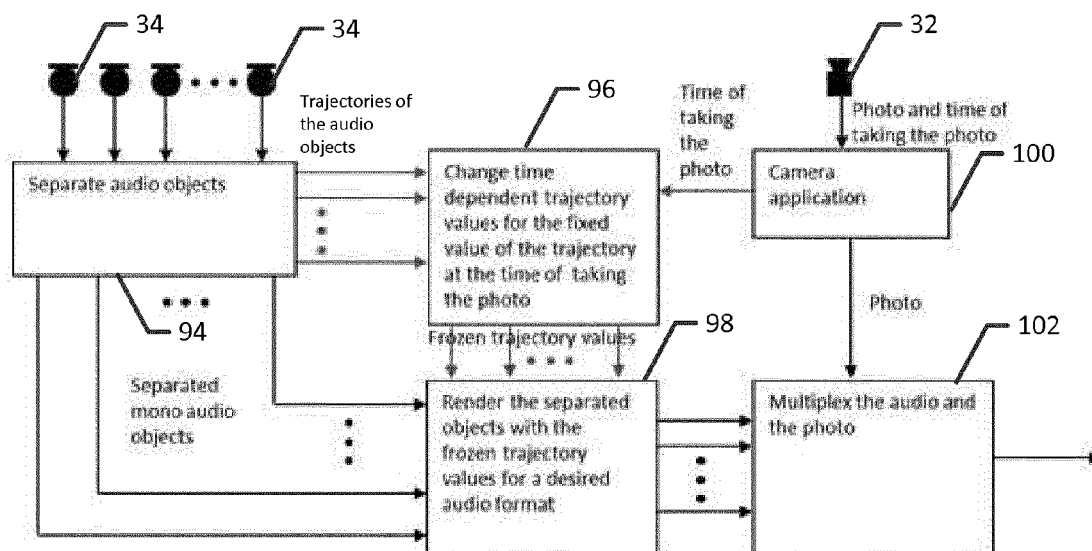 34
34
32
96
Trajectories of
the audio
objects
Time of
taking
the
photo
Photo and time of
taking the photo
100
Separate audio objects
Change time
dependent trajectory
values for the fixed
value of the trajectory
at the time of taking
the photo
Camera
application
94
Photo
98
102
Frozen trajectory values
Separated
mono audio
objects
Render the separated
objects with the
frozen trajectory
values for a desired
audio format
Multiplex the audio and
the photo